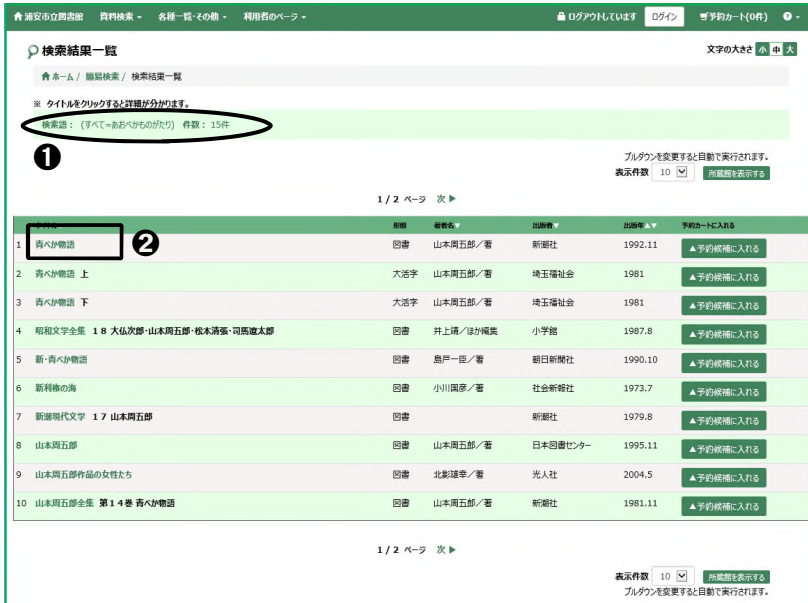 浦安市立図書館 資料検索 各種一覧・その他 利用者のページ ログアウトしています ログイン 予約カート(0件)
検索結果一覧 文字の大きさ 小 中 大
ホーム / 簡易検索 / 検索結果一覧
※ タイトルをクリックすると詳細が分かります。
検索語: (すべて=あおべかものがたり) 件数: 15件
❶
プルダウンを変更すると自動で実行されます。
表示件数 10 所蔵館を表示する
1 / 2 ページ 次 ▶
形態 著者名▼ 出版者▼ 出版年▲▼ 予約カートに入れる
1 青べか物語 ❷ 図書 山本周五郎／著 新潮社 1992.11 ▲予約候補に入れる
2 青べか物語 上 大活字 山本周五郎／著 埼玉福祉会 1981 ▲予約候補に入れる
3 青べか物語 下 大活字 山本周五郎／著 埼玉福祉会 1981 ▲予約候補に入れる
4 昭和文学全集 18 大仏次郎・山本周五郎・松本清張・司馬遼太郎 図書 井上靖／ほか編集 小学館 1987.8 ▲予約候補に入れる
5 新・青べか物語 図書 島戸一臣／著 朝日新聞社 1990.10 ▲予約候補に入れる
6 新利権の海 図書 小川国彦／著 社会新報社 1973.7 ▲予約候補に入れる
7 新潮現代文学 17 山本周五郎 図書 新潮社 1979.8 ▲予約候補に入れる
8 山本周五郎 図書 山本周五郎／著 日本図書センター 1995.11 ▲予約候補に入れる
9 山本周五郎作品の女性たち 図書 北影雄幸／著 光人社 2004.5 ▲予約候補に入れる
10 山本周五郎全集 第14巻 青べか物語 図書 山本周五郎／著 新潮社 1981.11 ▲予約候補に入れる
1 / 2 ページ 次 ▶
表示件数 10 所蔵館を表示する
プルダウンを変更すると自動で実行されます。